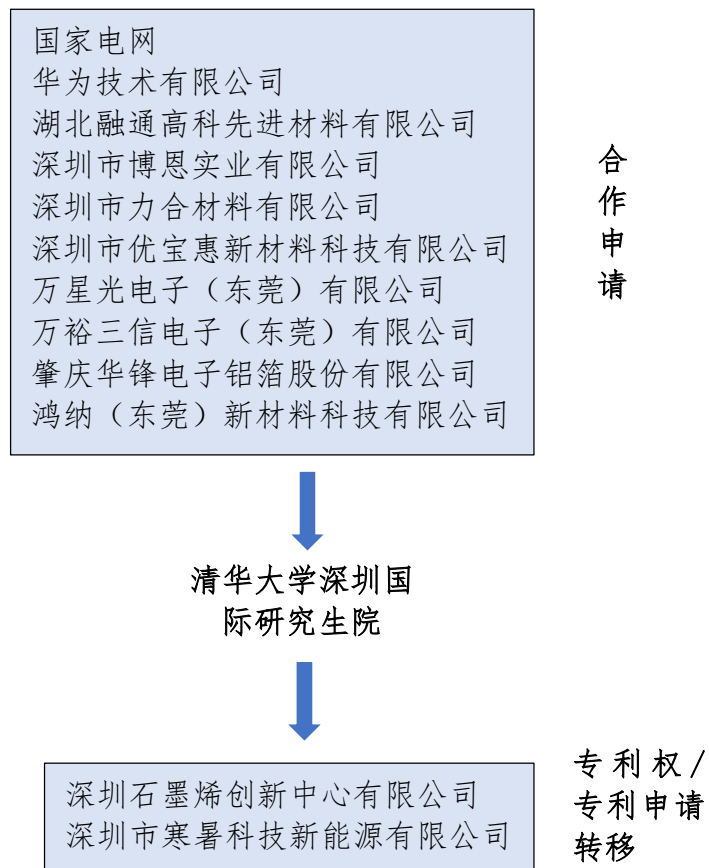 国家电网
华为技术有限公司
湖北融通高科先进材料有限公司
深圳市博恩实业有限公司
深圳市力合材料有限公司
深圳市优宝惠新材料科技有限公司
万星光电子（东莞）有限公司
万裕三信电子（东莞）有限公司
肇庆华锋电子铝箔股份有限公司
鸿纳（东莞）新材料科技有限公司
合
作
申
请
清华大学深圳国
际研究生院
深圳石墨烯创新中心有限公司
深圳市寒暑科技新能源有限公司
专利权/
专利申请
转移